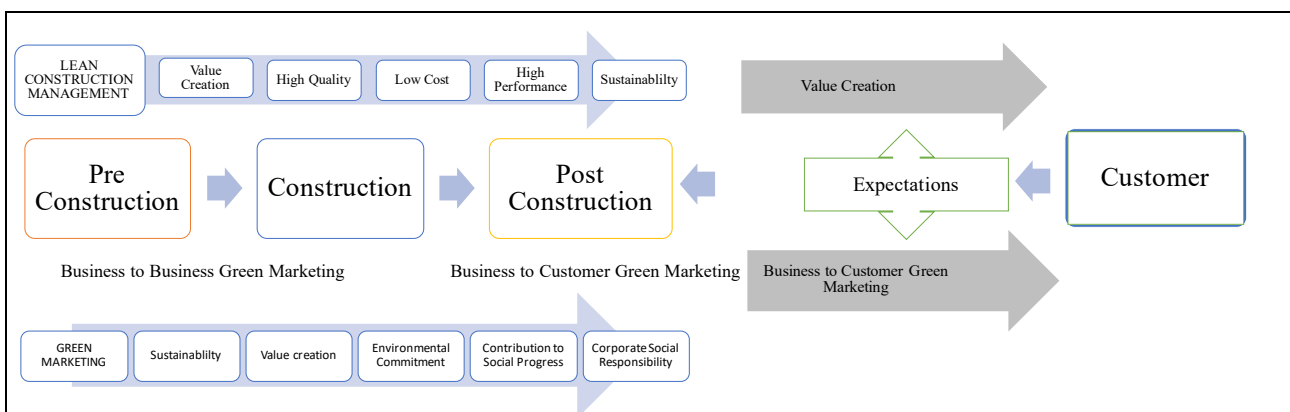 LEAN
CONSTRUCTION
MANAGEMENT
Value
Creation
High Quality
Low Cost
High
Performance
Sustainablilty
Value Creation
Pre
Construction
Construction
Post
Construction
Expectations
Customer
Business to Business Green Marketing
Business to Customer Green Marketing
Business to Customer Green
Marketing
GREEN
MARKETING
Sustainablilty
Value creation
Environmental
Commitment
Contribution to
Social Progress
Corporate Social
Responsibility